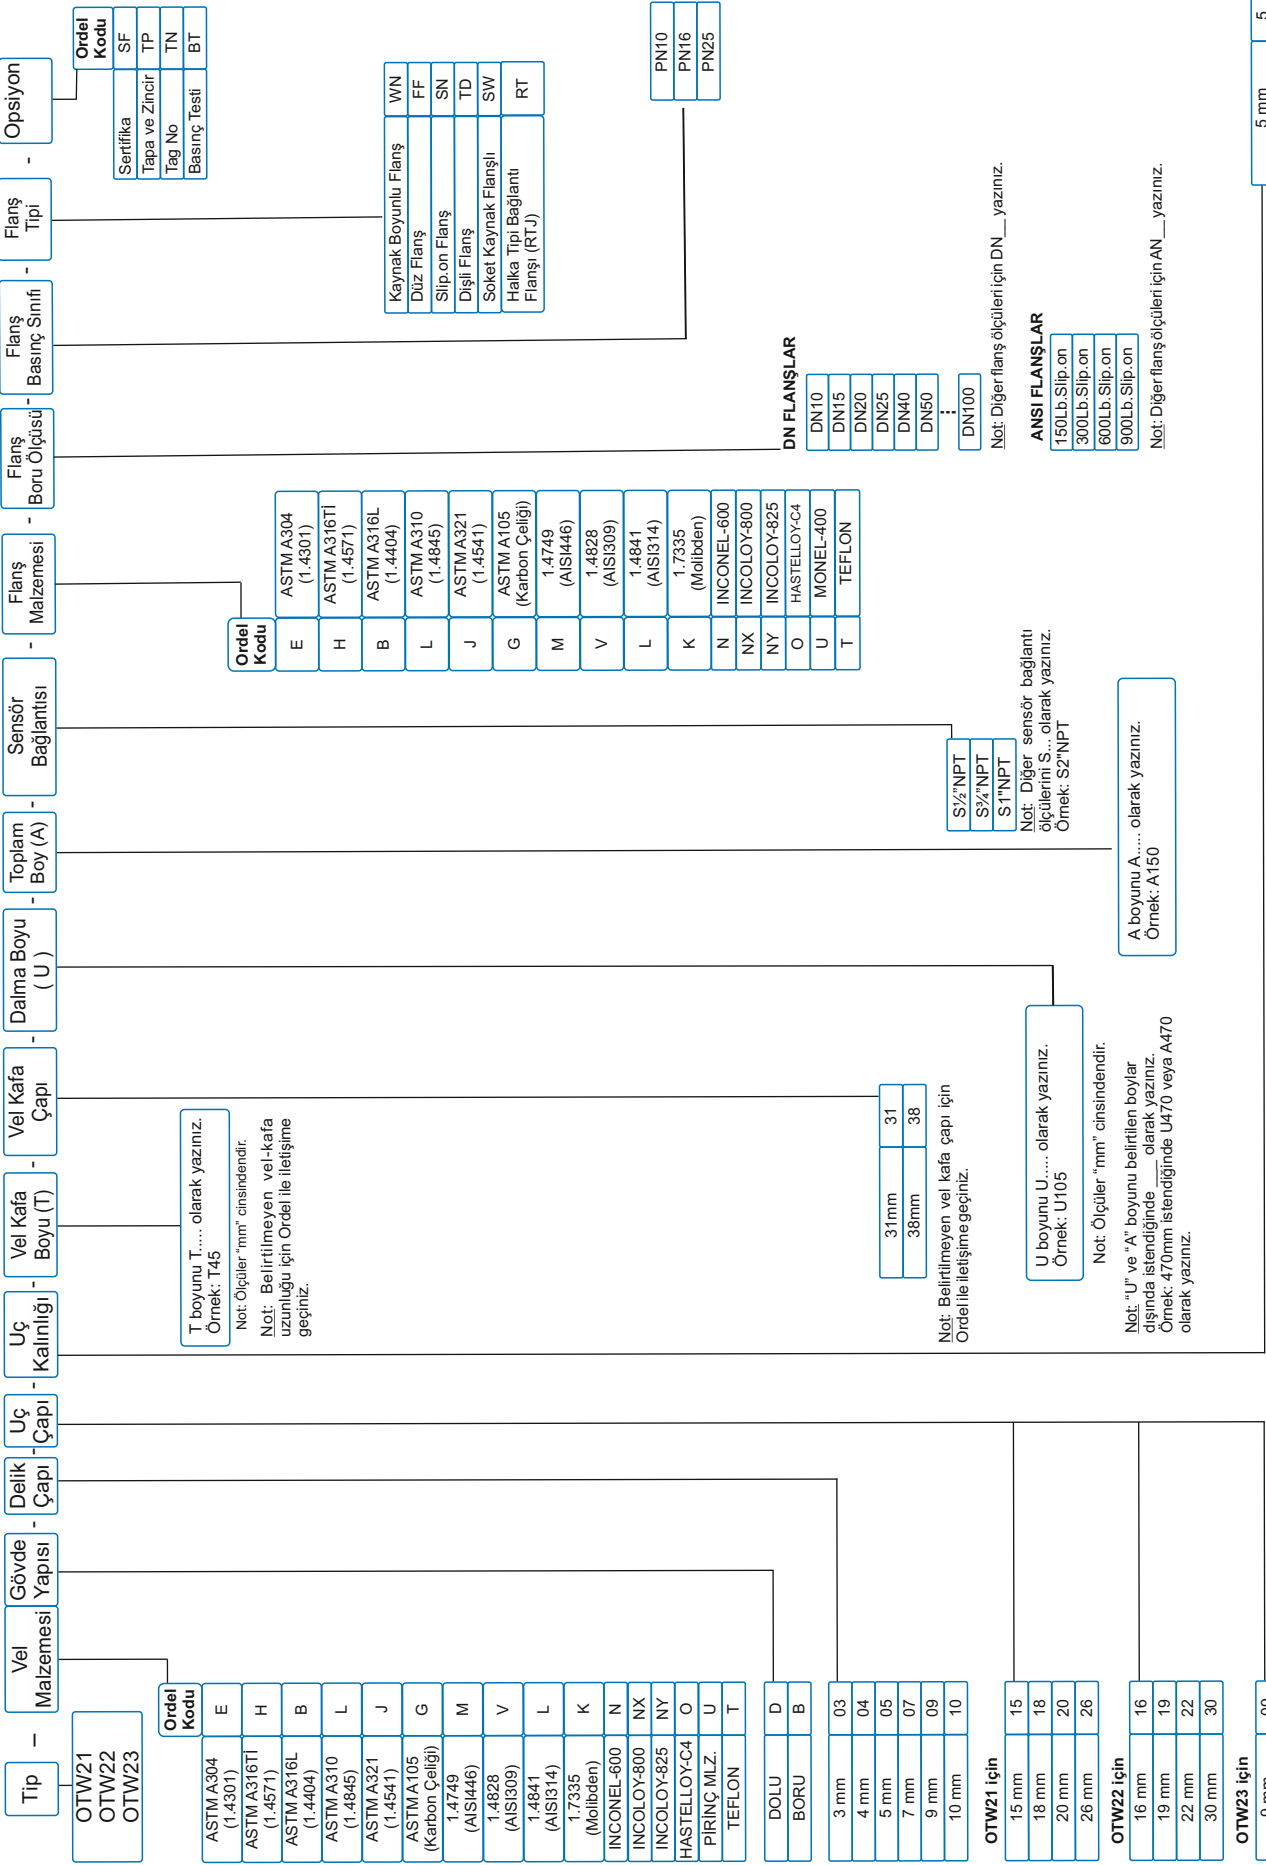 Tip
–
Vel
Malzemesi
-
Gövde
Yapısı
-
Delik
Çapı
-
Uç
Çapı
-
Uç
Kalınlığı
-
Vel Kafa
Boyu (T)
-
Vel Kafa
Çapı
-
Dalma Boyu
( U )
-
Toplam
Boy (A)
-
Sensör
Bağlantısı
-
Flanş
Malzemesi
-
Flanş
Boru Ölçüsü
-
Flanş
Basınç Sınıfı
-
Flanş
Tipi
-
Opsiyon
OTW21
OTW22
OTW23
Ordel
Kodu
ASTM A304
(1.4301)
E
ASTM A316Tİ
(1.4571)
H
ASTM A316L
(1.4404)
B
ASTM A310
(1.4845)
L
ASTM A321
(1.4541)
J
ASTM A105
(Karbon Çeliği)
G
1.4749
(AISI446)
M
1.4828
(AISI309)
V
1.4841
(AISI314)
L
1.7335
(Molibden)
K
INCONEL-600 N
INCOLOY-800 NX
INCOLOY-825 NY
HASTELLOY-C4 O
PİRİNÇ MLZ. U
TEFLON T
DOLU D
BORU B
3 mm 03
4 mm 04
5 mm 05
7 mm 07
9 mm 09
10 mm 10
OTW21 için
15 mm 15
18 mm 18
20 mm 20
26 mm 26
OTW22 için
16 mm 16
19 mm 19
22 mm 22
30 mm 30
OTW23 için
9 mm 09
T boyunu T..... olarak yazınız.
Örnek: T45
Not: Ölçüler “mm” cinsindendir.
Not: Belirtilmeyen vel-kafa
uzunluğu için Ordel ile iletişime
geçiniz.
31mm 31
38mm 38
Not: Belirtilmeyen vel kafa çapı için
Ordel ile iletişime geçiniz.
U boyunu U..... olarak yazınız.
Örnek: U105
Not: Ölçüler “mm” cinsindendir.
Not: “U” ve “A” boyunu belirtilen boylar
dışında istendiğinde ___ olarak yazınız.
Örnek: 470mm istendiğinde U470 veya A470
olarak yazınız.
A boyunu A..... olarak yazınız.
Örnek: A150
S½”NPT
S¾”NPT
S1"NPT
Not: Diğer sensör bağlantı
ölçülerini S... olarak yazınız.
Örnek: S2"NPT
Ordel
Kodu
E ASTM A304
(1.4301)
H ASTM A316Tİ
(1.4571)
B ASTM A316L
(1.4404)
L ASTM A310
(1.4845)
J ASTM A321
(1.4541)
G ASTM A105
(Karbon Çeliği)
M 1.4749
(AISI446)
V 1.4828
(AISI309)
L 1.4841
(AISI314)
K 1.7335
(Molibden)
N INCONEL-600
NX INCOLOY-800
NY INCOLOY-825
O HASTELLOY-C4
U MONEL-400
T TEFLON
DN FLANŞLAR
DN10
DN15
DN20
DN25
DN40
DN50
----
DN100
Not: Diğer flanş ölçüleri için DN__ yazınız.
ANSI FLANŞLAR
150Lb.Slip.on
300Lb.Slip.on
600Lb.Slip.on
900Lb.Slip.on
Not: Diğer flanş ölçüleri için AN__ yazınız.
PN10
PN16
PN25
Kaynak Boyunlu Flanş WN
Düz Flanş FF
Slip.on Flanş SN
Dişli Flanş TD
Soket Kaynak Flanşlı SW
Halka Tipi Bağlantı
Flanşı (RTJ)
RT
Ordel
Kodu
Sertifika SF
Tapa ve Zincir TP
Tag No TN
Basınç Testi BT
5 mm 5